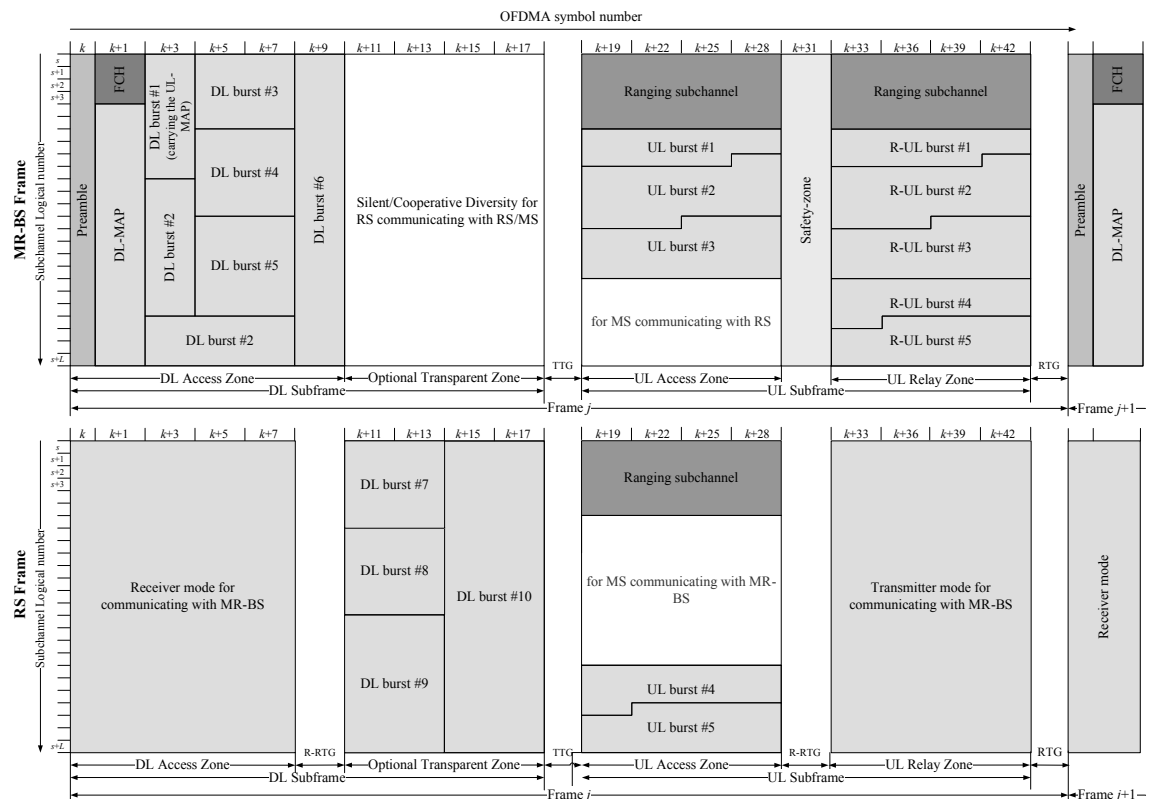 OFDMA symbol number
k k+1 k+3 k+5 k+7 k+9 k+11 k+13 k+15 k+17 k+19 k+22 k+25 k+28 k+31 k+33 k+36 k+39 k+42
MR-BS Frame
Subchannel Logical number
s
s+1
s+2
s+3
s+L
Preamble
FCH
DL-MAP
DL burst #1
(carrying the UL-
MAP)
DL burst #2
DL burst #3
DL burst #4
DL burst #5
DL burst #2
DL burst #6
Silent/Cooperative Diversity for
RS communicating with RS/MS
Ranging subchannel
UL burst #1
UL burst #2
UL burst #3
for MS communicating with RS
Safety-zone
Ranging subchannel
R-UL burst #1
R-UL burst #2
R-UL burst #3
R-UL burst #4
R-UL burst #5
Preamble
FCH
DL-MAP
DL Access Zone
Optional Transparent Zone
TTG
UL Access Zone
UL Relay Zone
RTG
DL Subframe
UL Subframe
Frame j
Frame j+1
k k+1 k+3 k+5 k+7 k+11 k+13 k+15 k+17 k+19 k+22 k+25 k+28 k+33 k+36 k+39 k+42
RS Frame
Subchannel Logical number
s
s+1
s+2
s+3
s+L
Receiver mode for
communicating with MR-BS
DL burst #7
DL burst #8
DL burst #9
DL burst #10
Ranging subchannel
for MS communicating with MR-
BS
UL burst #4
UL burst #5
Transmitter mode for
communicating with MR-BS
Receiver mode
R-RTG
TTG
R-RTG
RTG
DL Access Zone
Optional Transparent Zone
UL Access Zone
UL Relay Zone
DL Subframe
UL Subframe
Frame j
Frame j+1